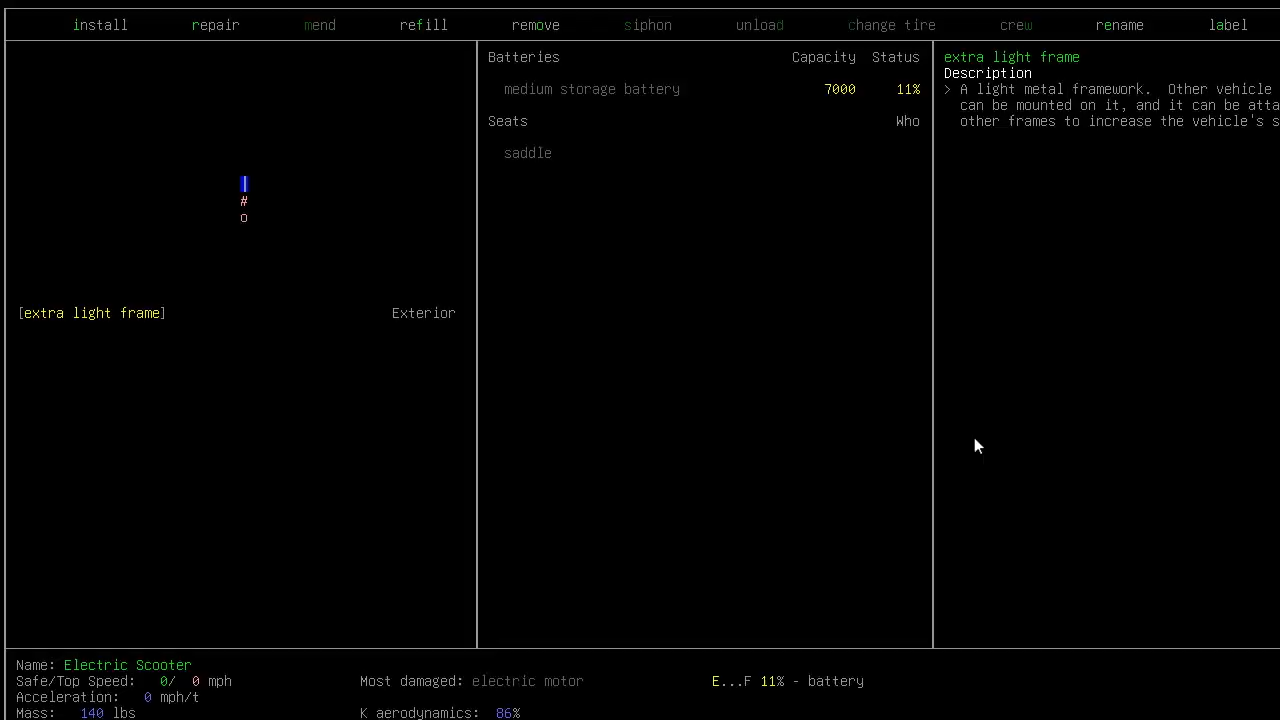 install repair mend refill remove siphon unload change tire crew rename label
Batteries Capacity Status
medium storage battery 7000 11%
Seats Who
saddle
|
#
o
[extra light frame] Exterior
extra light frame
Description
> A light metal framework. Other vehicle
can be mounted on it, and it can be atta
other frames to increase the vehicle's s
Name: Electric Scooter
Safe/Top Speed: 0/ 0 mph Most damaged: electric motor E...F 11% - battery
Acceleration: 0 mph/t
Mass: 140 lbs K aerodynamics: 86%